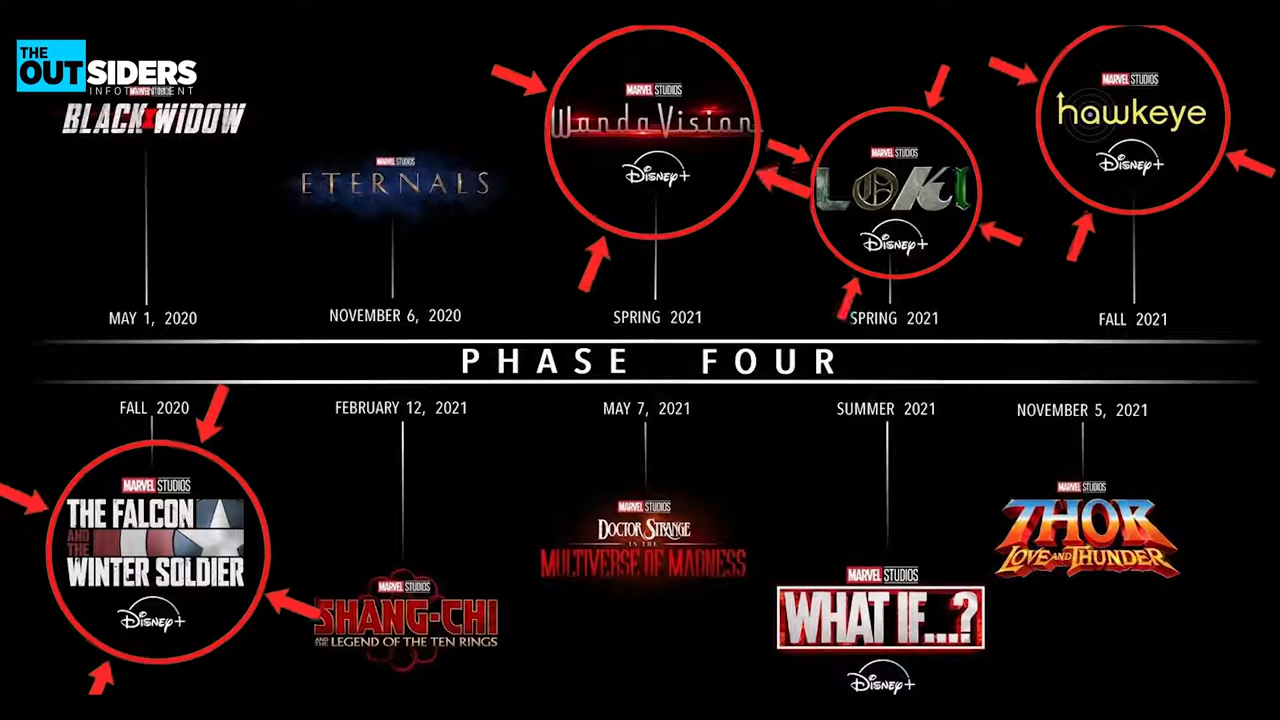 THE
OUTSIDERS
INFOTAINMENT
BLACK WIDOW
MAY 1, 2020
MARVEL STUDIOS
ETERNALS
NOVEMBER 6, 2020
MARVEL STUDIOS
WandaVision
Disney+
SPRING 2021
MARVEL STUDIOS
LOKI
Disney+
SPRING 2021
MARVEL STUDIOS
hawkeye
Disney+
FALL 2021
PHASE FOUR
FALL 2020
MARVEL STUDIOS
THE FALCON
AND THE
WINTER SOLDIER
Disney+
FEBRUARY 12, 2021
MARVEL STUDIOS
SHANG-CHI
AND THE LEGEND OF THE TEN RINGS
MAY 7, 2021
MARVEL STUDIOS
DOCTOR STRANGE
IN THE
MULTIVERSE OF MADNESS
SUMMER 2021
MARVEL STUDIOS
WHAT IF...?
Disney+
NOVEMBER 5, 2021
MARVEL STUDIOS
THOR
LOVE AND THUNDER